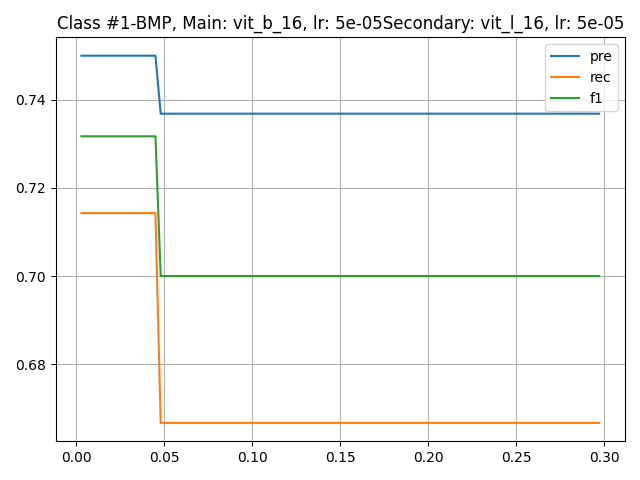 Class #1-BMP, Main: vit_b_16, lr: 5e-05Secondary: vit_l_16, lr: 5e-05
pre
rec
f1
0.74
0.72
0.70
0.68
0.00 0.05 0.10 0.15 0.20 0.25 0.30